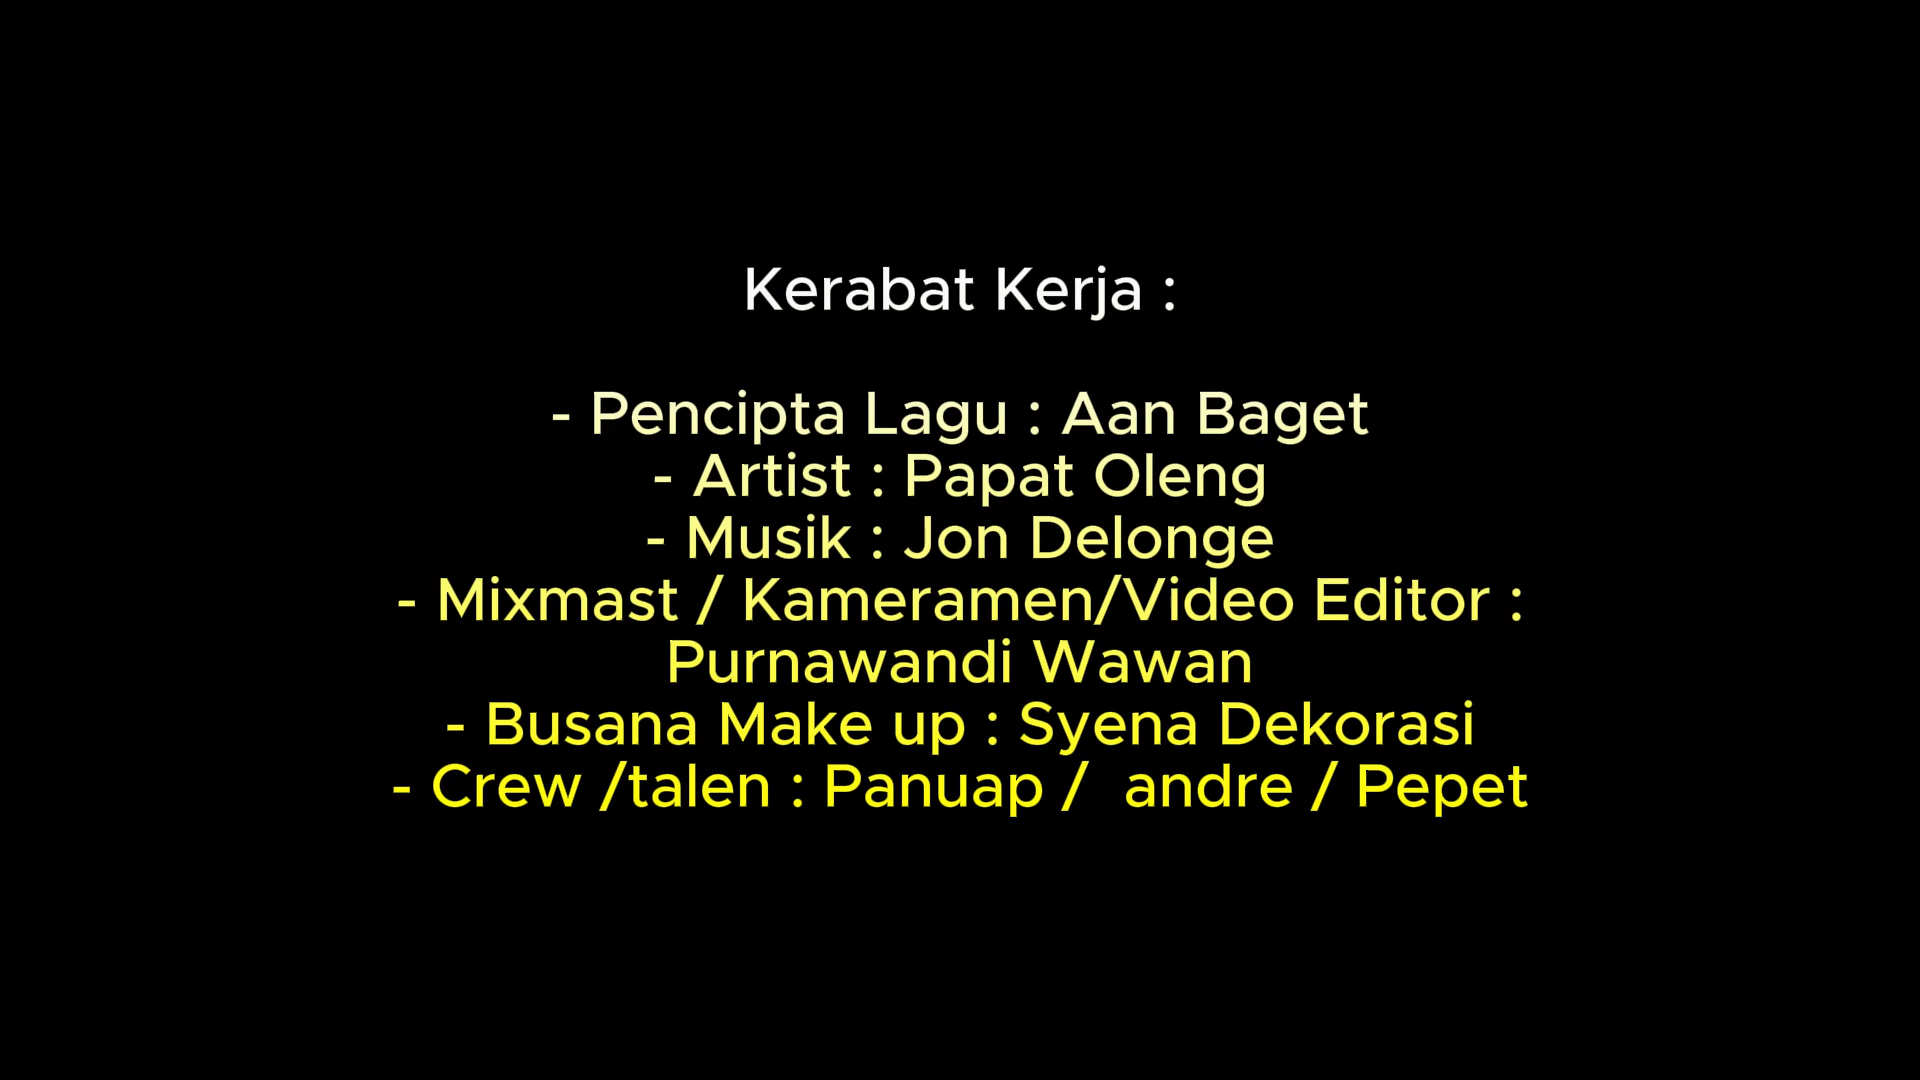 Kerabat Kerja :
- Pencipta Lagu : Aan Baget
- Artist : Papat Oleng
- Musik : Jon Delonge
- Mixmast / Kameramen/Video Editor :
Purnawandi Wawan
- Busana Make up : Syena Dekorasi
- Crew /talen : Panuap /  andre / Pepet